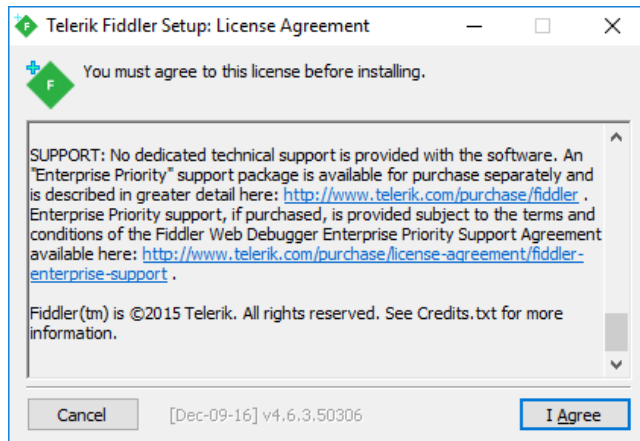 Telerik Fiddler Setup: License Agreement
F
You must agree to this license before installing.
SUPPORT: No dedicated technical support is provided with the software. An
"Enterprise Priority" support package is available for purchase separately and
is described in greater detail here: http://www.telerik.com/purchase/fiddler .
Enterprise Priority support, if purchased, is provided subject to the terms and
conditions of the Fiddler Web Debugger Enterprise Priority Support Agreement
available here: http://www.telerik.com/purchase/license-agreement/fiddler-
enterprise-support .
Fiddler(tm) is ©2015 Telerik. All rights reserved. See Credits.txt for more
information.
Cancel
[Dec-09-16] v4.6.3.50306
I Agree